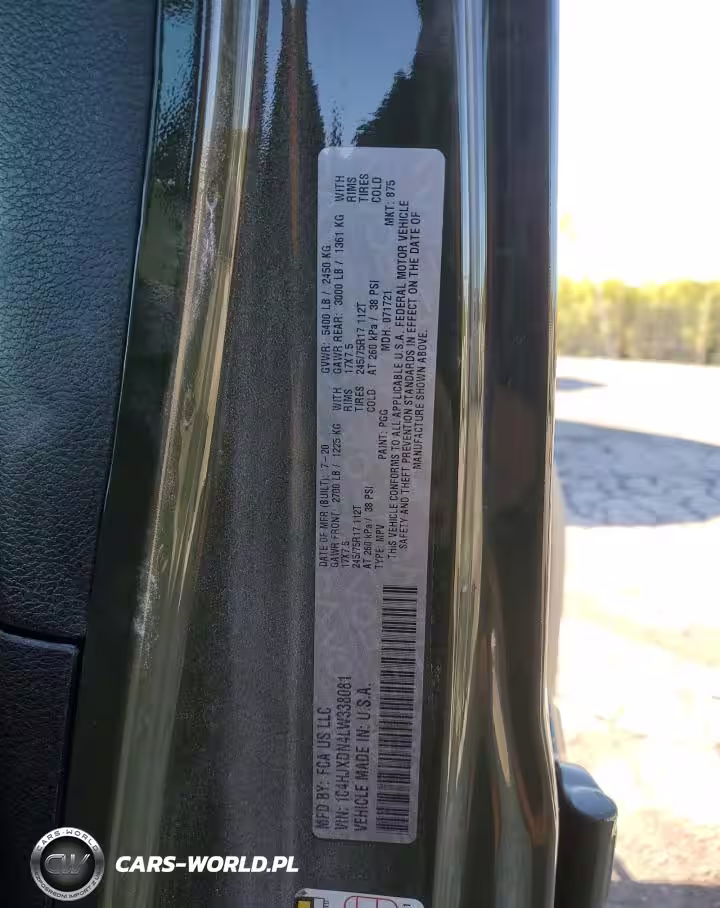 MFD BY: FCA US LLC
VIN: 1C4HJXDN4LW338081
VEHICLE MADE IN: U.S.A.
DATE OF MFR (BUILT): 7-20 GVWR: 5400 LB / 2450 KG
GAWR FRONT: 2700 LB / 1225 KG WITH GAWR REAR: 3000 LB / 1361 KG WITH
17X7.5 RIMS 17X7.5 RIMS
245/75R17 112T TIRES 245/75R17 112T TIRES
AT 260 kPa / 38 PSI COLD AT 260 kPa / 38 PSI COLD
TYPE: MPV PAINT: PGG MDH: 071721 MKT: 875
THIS VEHICLE CONFORMS TO ALL APPLICABLE U.S.A. FEDERAL MOTOR VEHICLE
SAFETY AND THEFT PREVENTION STANDARDS IN EFFECT ON THE DATE OF
MANUFACTURE SHOWN ABOVE.
CARS-WORLD
CW
CARS-WORLD.PL